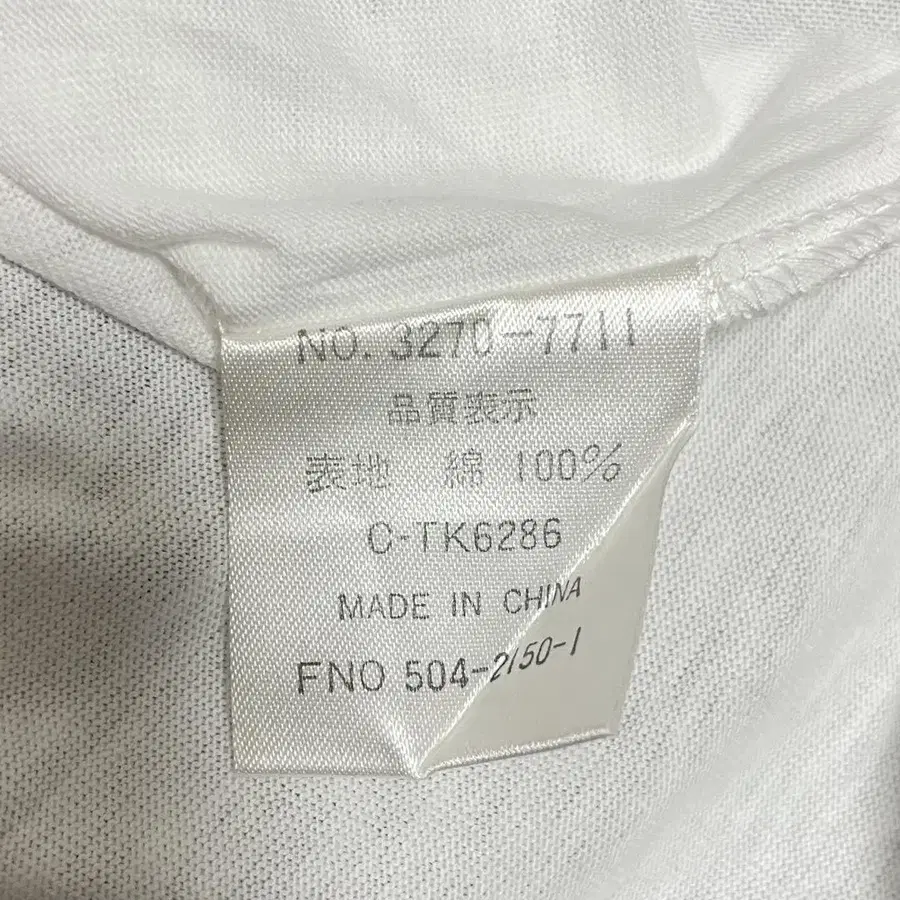 NO. 3270-7711
品質表示
表地 綿 100%
C-TK6286
MADE IN CHINA
FNO 504-2150-1